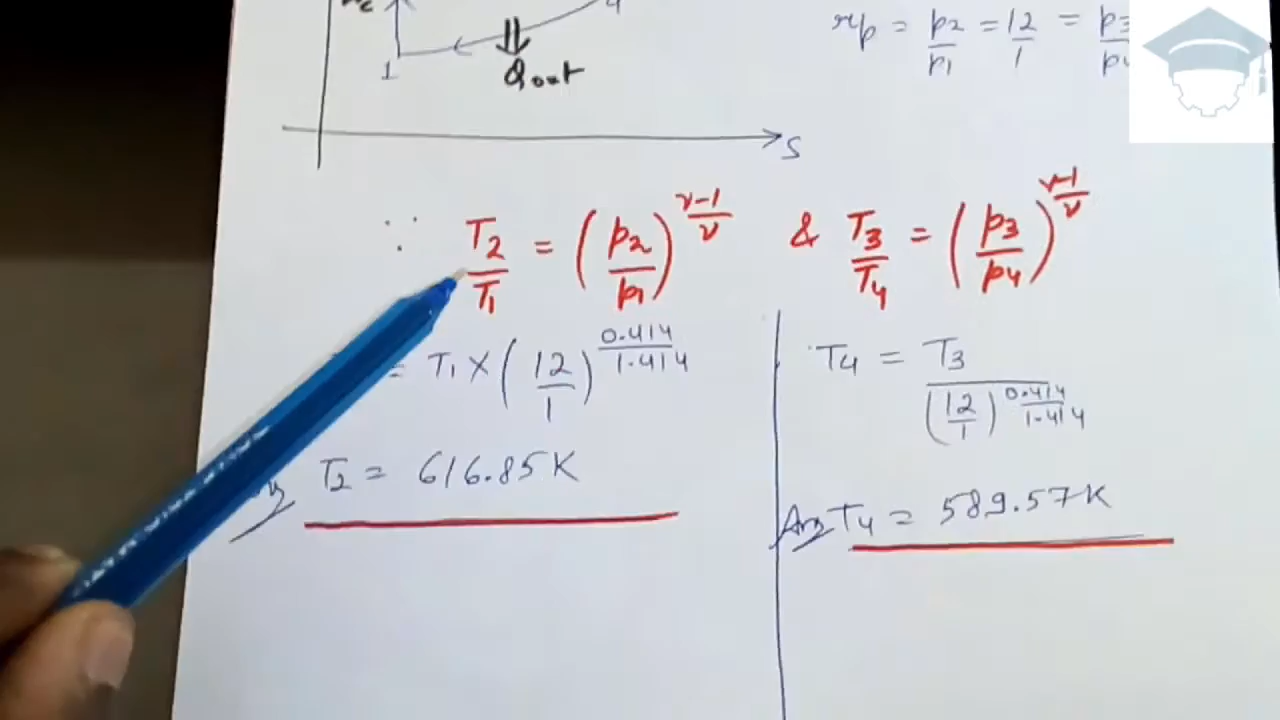 4
1
Qout
rp = p2/p1 = 12/1 = p3/p4
S
∵ T2/T1 = (p2/p1)^(γ-1)/γ & T3/T4 = (p3/p4)^(γ-1)/γ
= T1 × (12/1)^0.414/1.414
T4 = T3/(12/1)^0.414/1.414
T2 = 616.85 K
Ans T4 = 589.57 K